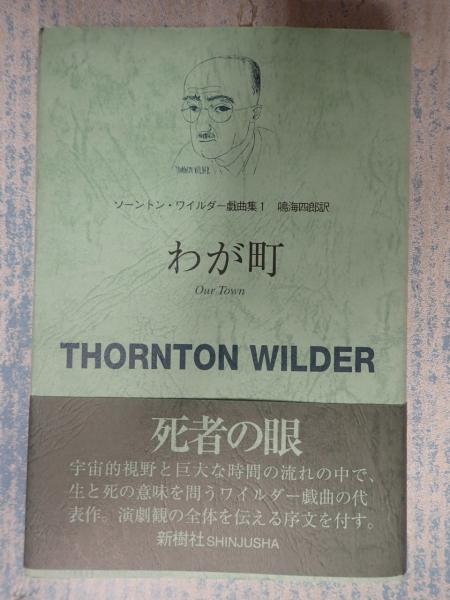 THORNTON WILDER
ソーントン・ワイルダー戯曲集1 鳴海四郎訳
わが町
Our Town
THORNTON WILDER
死者の眼
宇宙的視野と巨大な時間の流れの中で、
生と死の意味を問うワイルダー戯曲の代
表作。演劇観の全体を伝える序文を付す。
新樹社 SHINJUSHA